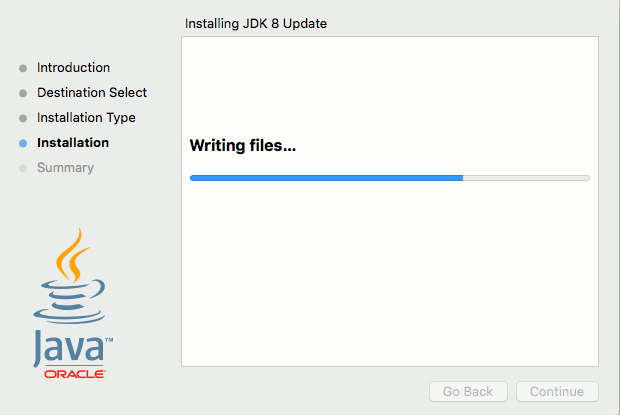 Installing JDK 8 Update
Introduction
Destination Select
Installation Type
Installation
Summary
Writing files...
Java™
ORACLE
Go Back
Continue